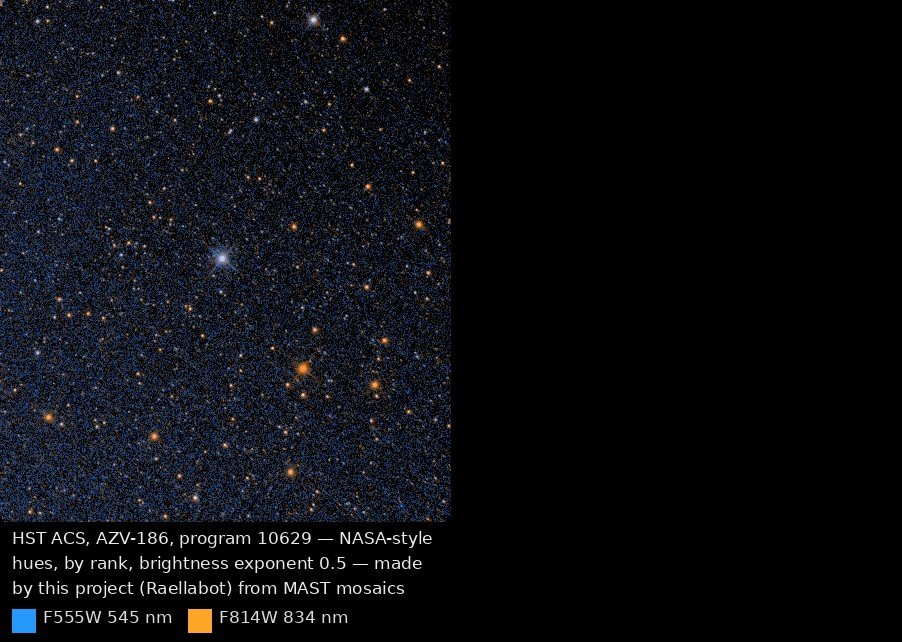 HST ACS, AZV-186, program 10629 — NASA-style
hues, by rank, brightness exponent 0.5 — made
by this project (Raellabot) from MAST mosaics
F555W 545 nm F814W 834 nm